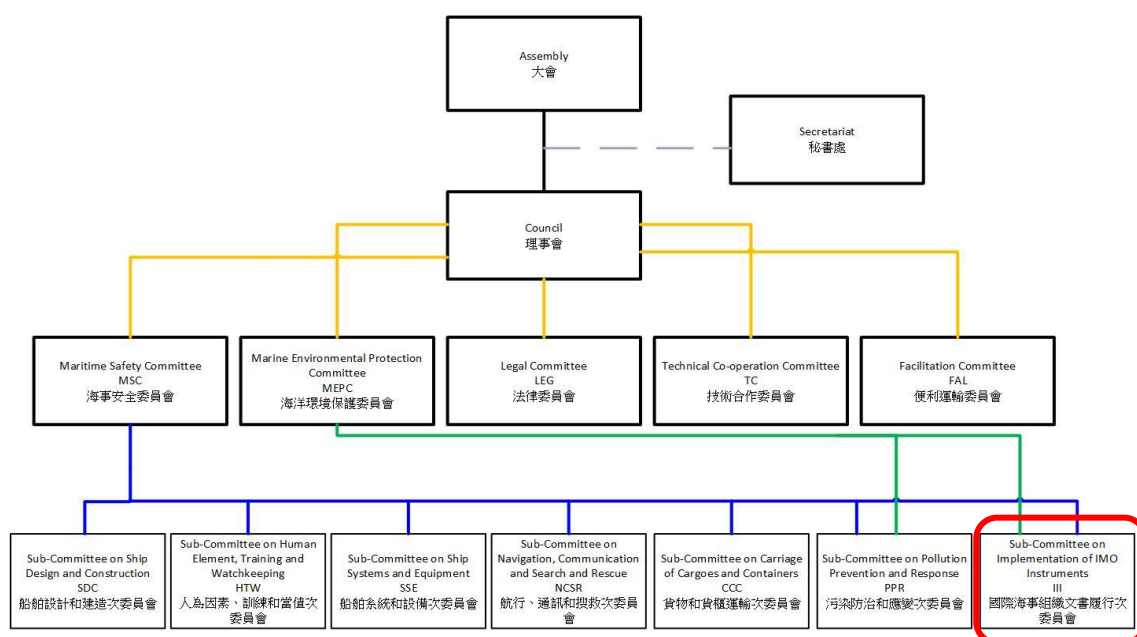 Assembly
大會
Secretariat
秘書處
Council
理事會
Maritime Safety Committee
MSC
海事安全委員會
Marine Environmental Protection
Committee
MEPC
海洋環境保護委員會
Legal Committee
LEG
法律委員會
Technical Co-operation Committee
TC
技術合作委員會
Facilitation Committee
FAL
便利運輸委員會
Sub-Committee on Ship
Design and Construction
SDC
船舶設計和建造次委員會
Sub-Committee on Human
Element, Training and
Watchkeeping
HTW
人為因素、訓練和當值次
委員會
Sub-Committee on Ship
Systems and Equipment
SSE
船舶系統和設備次委員會
Sub-Committee on
Navigation, Communication
and Search and Rescue
NCSR
航行、通訊和搜救次委員
會
Sub-Committee on Carriage
of Cargoes and Containers
CCC
貨物和貨櫃運輸次委員會
Sub-Committee on Pollution
Prevention and Response
PPR
污染防治和應變次委員會
Sub-Committee on
Implementation of IMO
Instruments
III
國際海事組織文書履行次
委員會